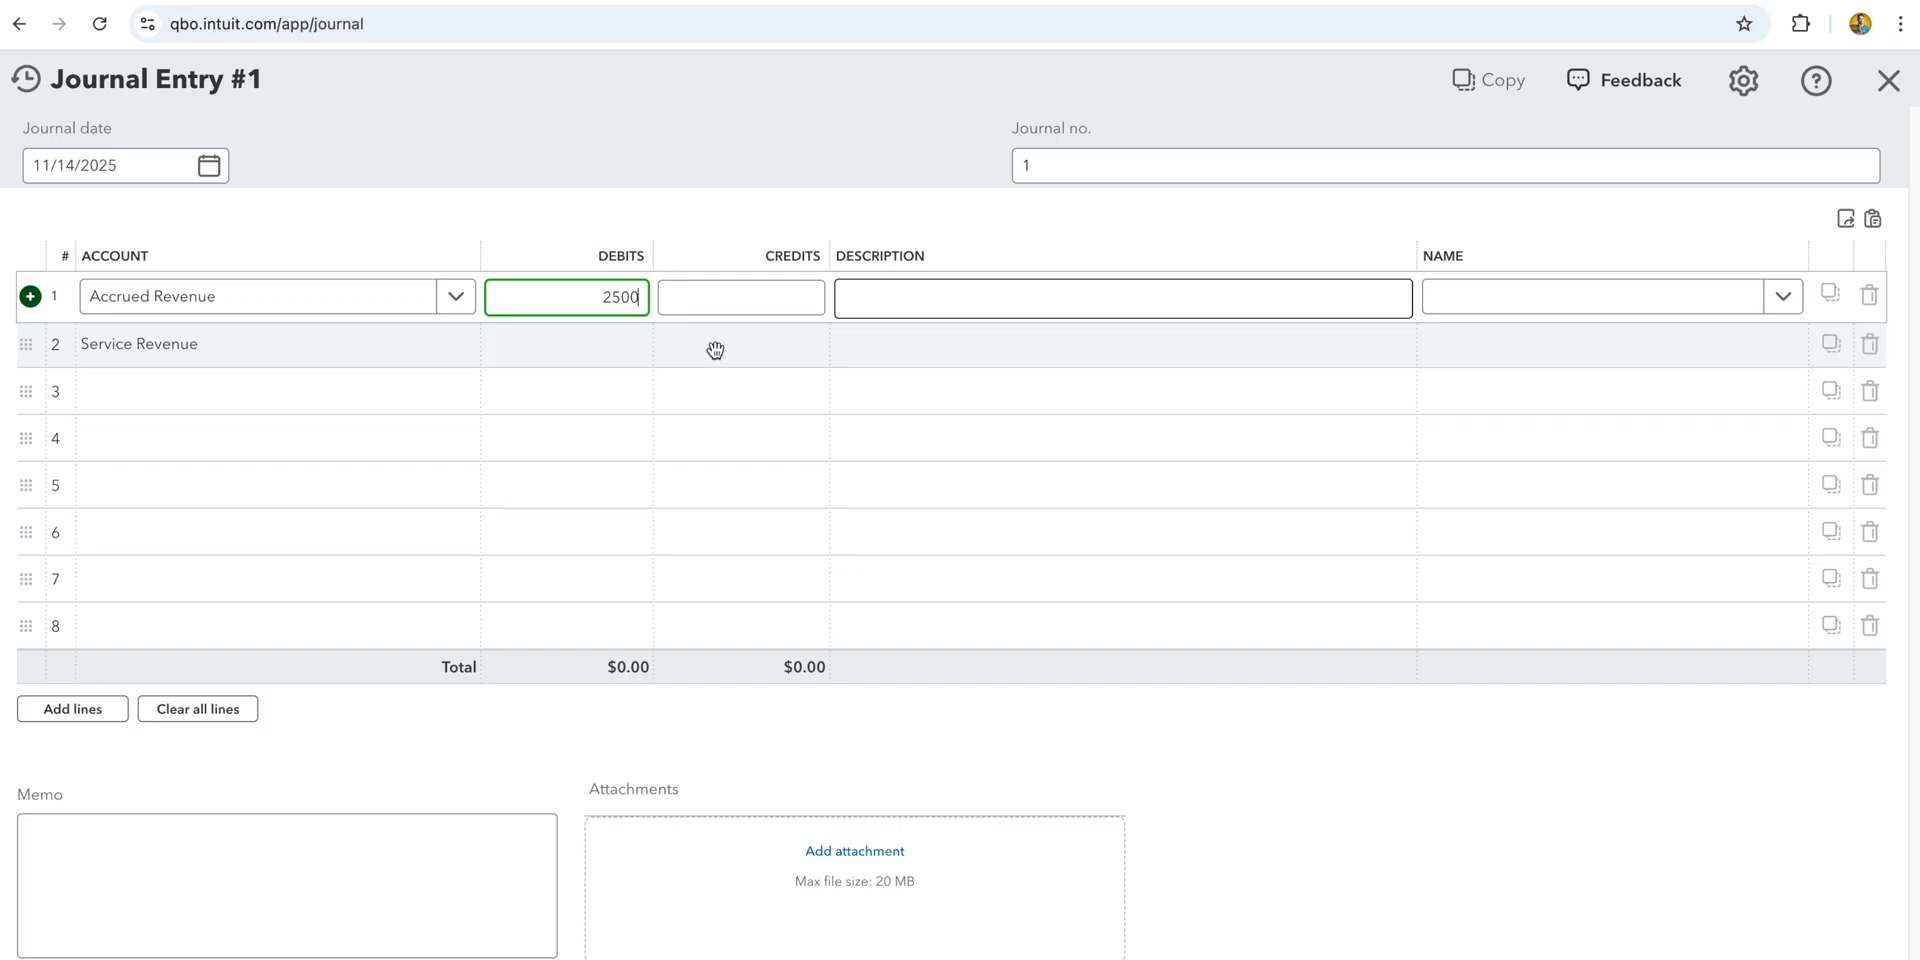 qbo.intuit.com/app/journal
Journal Entry #1
Copy
Feedback
Journal date
Journal no.
11/14/2025
1
# ACCOUNT DEBITS CREDITS DESCRIPTION NAME
1 Accrued Revenue 2500
2 Service Revenue
3
4
5
6
7
8
Total $0.00 $0.00
Add lines
Clear all lines
Memo
Attachments
Add attachment
Max file size: 20 MB